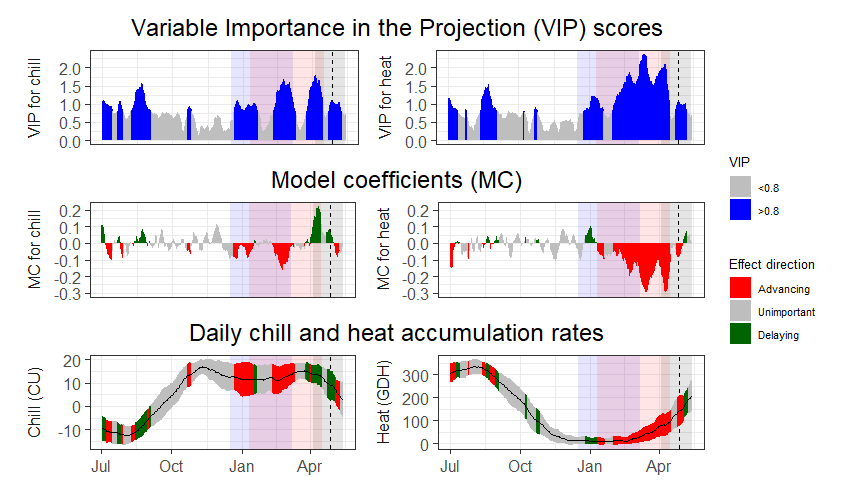 Variable Importance in the Projection (VIP) scores
VIP for chill
2.0
1.5
1.0
0.5
0.0
VIP for heat
2.0
1.5
1.0
0.5
0.0
Model coefficients (MC)
MC for chill
0.2
0.1
0.0
-0.1
-0.2
-0.3
MC for heat
0.2
0.1
0.0
-0.1
-0.2
-0.3
Daily chill and heat accumulation rates
Chill (CU)
20
10
0
-10
Jul
Oct
Jan
Apr
Heat (GDH)
300
200
100
0
Jul
Oct
Jan
Apr
VIP
<0.8
>0.8
Effect direction
Advancing
Unimportant
Delaying